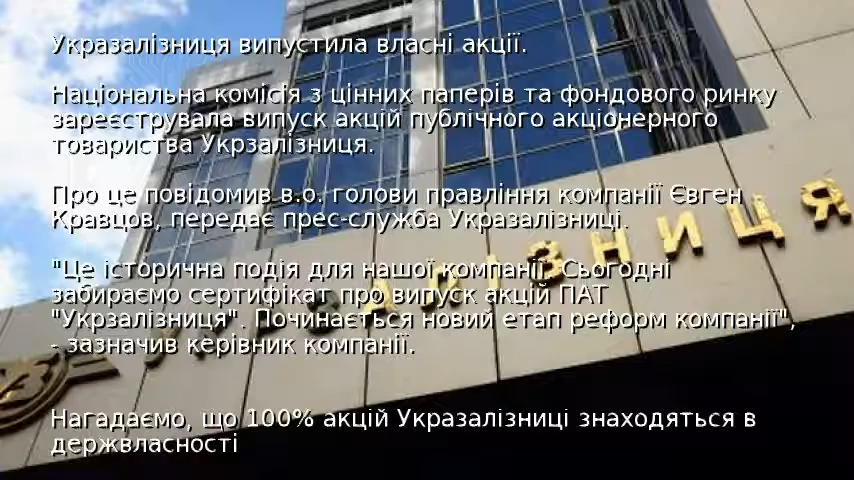 Укразалізниця випустила власні акції.
Національна комісія з цінних паперів та фондового ринку
зареєструвала випуск акцій публічного акціонерного
товариства Укрзалізниця.
Про це повідомив в.о. голови правління компанії Євген
Кравцов, передає прес-служба Укразалізниці.
"Це історична подія для нашої компанії. Сьогодні
забираємо сертифікат про випуск акцій ПАТ
"Укрзалізниця". Починається новий етап реформ компанії",
- зазначив керівник компанії.
Нагадаємо, що 100% акцій Укразалізниці знаходяться в
держвласності
ІЗНИЦЯ